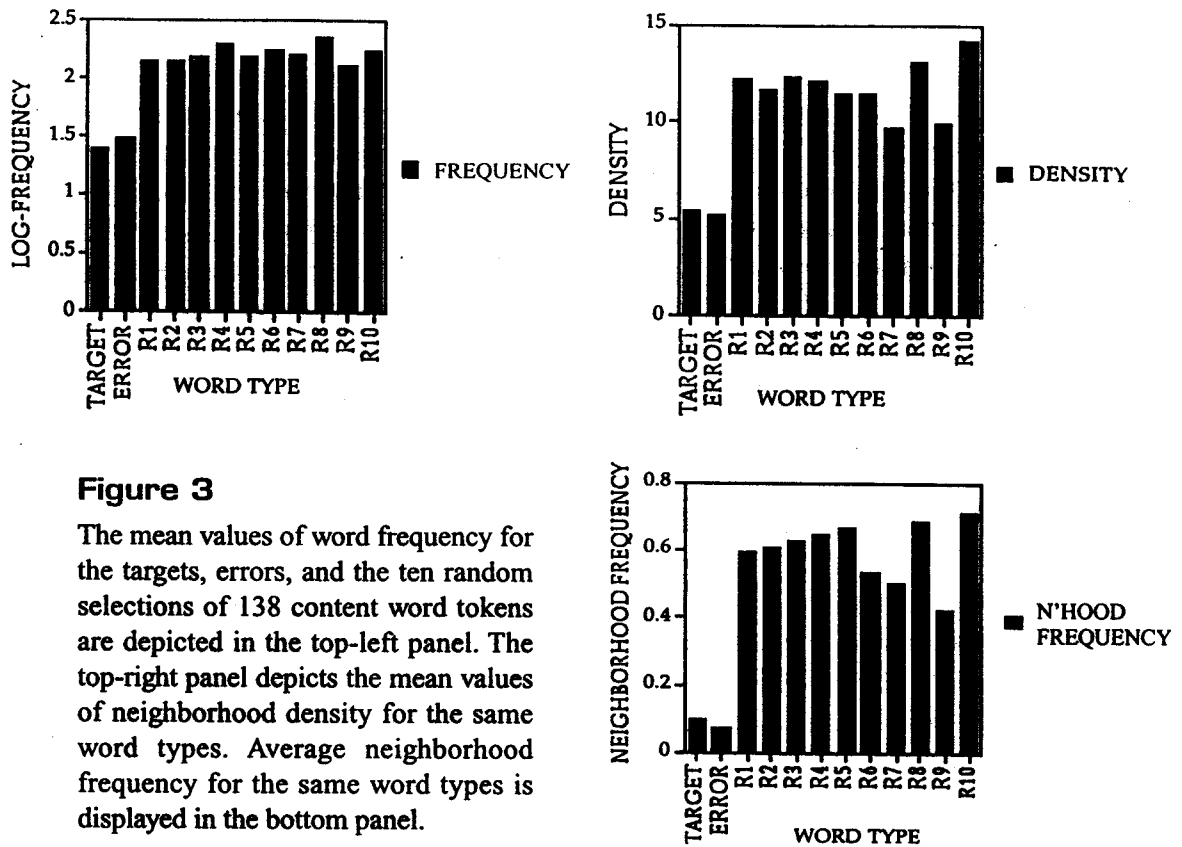 2.5
2
1.5
1
0.5
0
LOG-FREQUENCY
TARGET
ERROR
R1
R2
R3
R4
R5
R6
R7
R8
R9
R10
WORD TYPE
FREQUENCY
15
10
5
0
DENSITY
TARGET
ERROR
R1
R2
R3
R4
R5
R6
R7
R8
R9
R10
WORD TYPE
DENSITY
Figure 3
The mean values of word frequency for
the targets, errors, and the ten random
selections of 138 content word tokens
are depicted in the top-left panel. The
top-right panel depicts the mean values
of neighborhood density for the same
word types. Average neighborhood
frequency for the same word types is
displayed in the bottom panel.
0.8
0.6
0.4
0.2
0
NEIGHBORHOOD FREQUENCY
TARGET
ERROR
R1
R2
R3
R4
R5
R6
R7
R8
R9
R10
WORD TYPE
N'HOOD
FREQUENCY